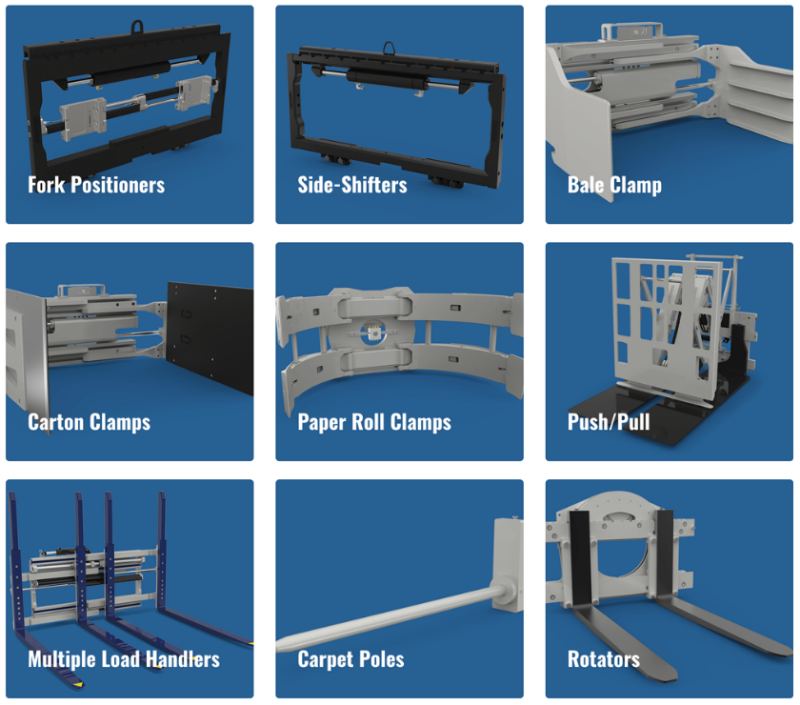 Fork Positioners
Side-Shifters
Bale Clamp
Carton Clamps
Paper Roll Clamps
Push/Pull
Multiple Load Handlers
Carpet Poles
Rotators